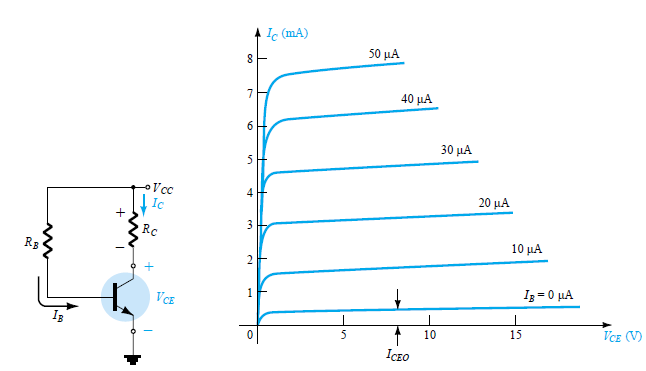 I_C (mA)
50 μA
8
7
40 μA
6
30 μA
5
4
20 μA
3
10 μA
2
I_B = 0 μA
1
0
5
10
15
V_CE (V)
I_CEO
V_CC
I_C
+
R_C
R_B
−
+
V_CE
I_B
−